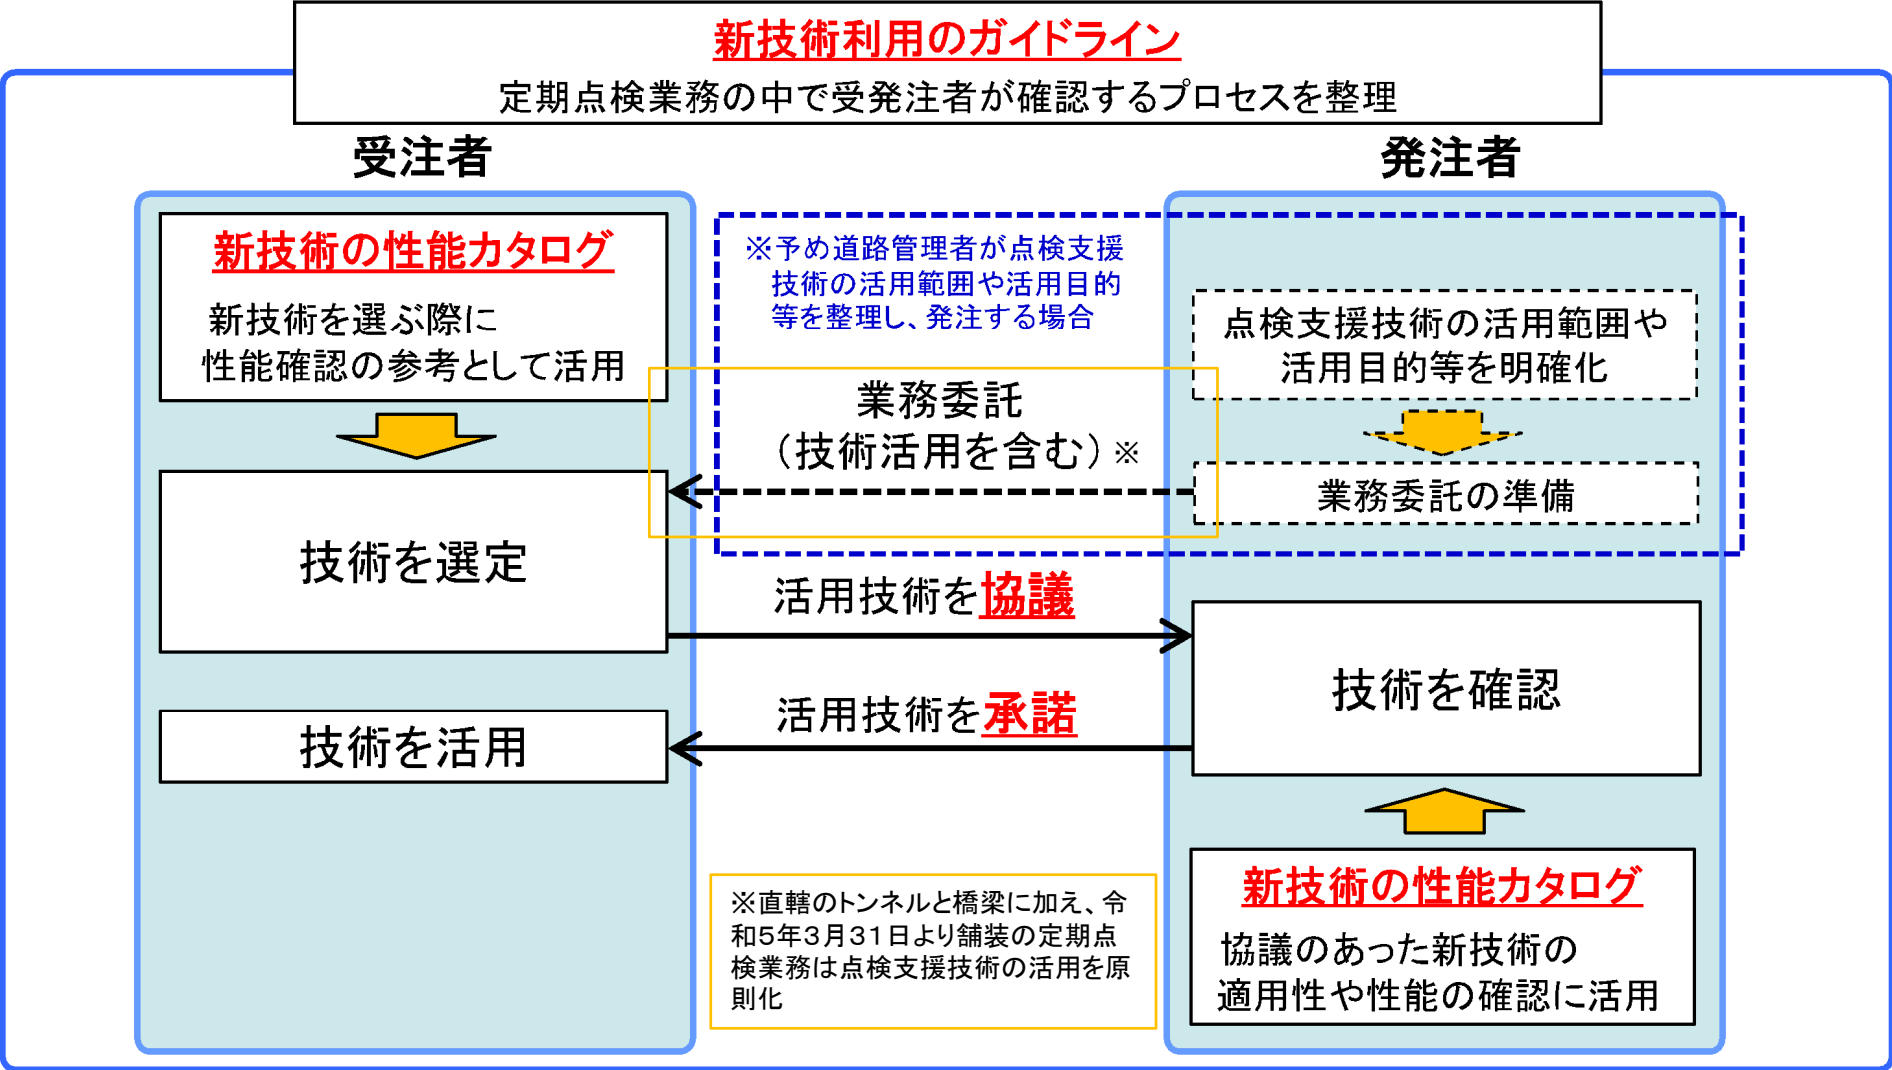 新技術利用のガイドライン
定期点検業務の中で受発注者が確認するプロセスを整理
受注者
発注者
新技術の性能カタログ
新技術を選ぶ際に
性能確認の参考として活用
※予め道路管理者が点検支援
技術の活用範囲や活用目的
等を整理し、発注する場合
点検支援技術の活用範囲や
活用目的等を明確化
業務委託
（技術活用を含む）※
業務委託の準備
技術を選定
活用技術を協議
技術を確認
活用技術を承諾
技術を活用
新技術の性能カタログ
協議のあった新技術の
適用性や性能の確認に活用
※直轄のトンネルと橋梁に加え、令
和５年３月３１日より舗装の定期点
検業務は点検支援技術の活用を原
則化